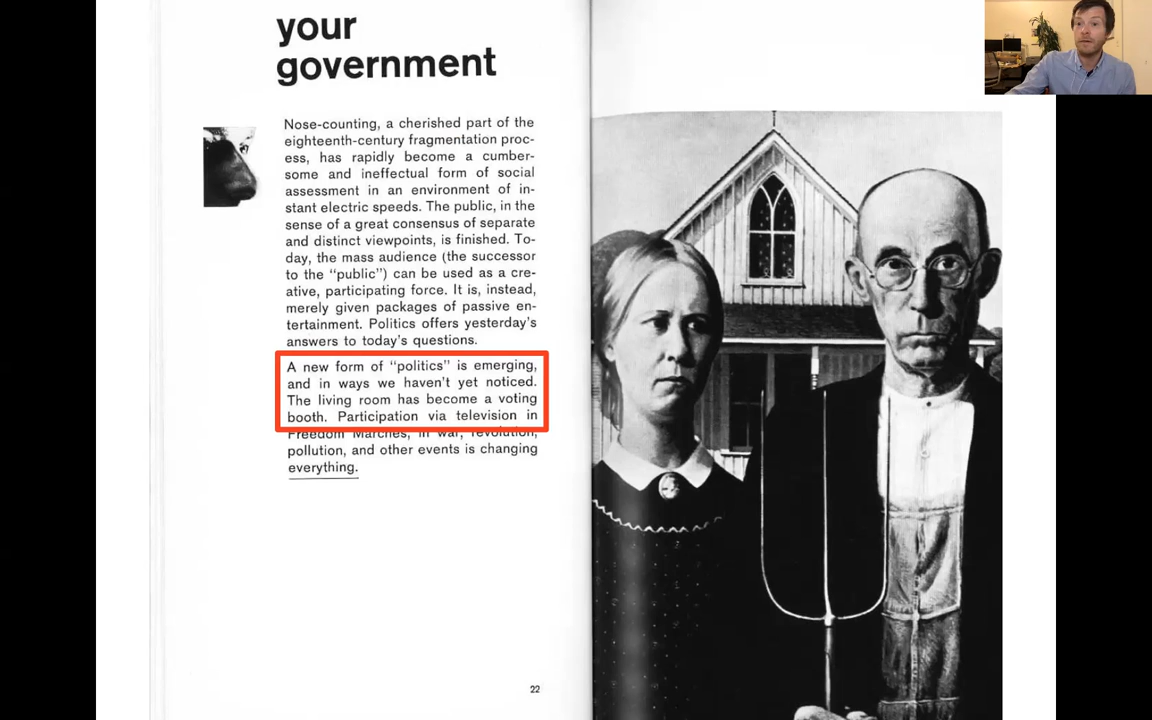 your
government
Nose-counting, a cherished part of the
eighteenth-century fragmentation proc-
ess, has rapidly become a cumber-
some and ineffectual form of social
assessment in an environment of in-
stant electric speeds. The public, in the
sense of a great consensus of separate
and distinct viewpoints, is finished. To-
day, the mass audience (the successor
to the “public”) can be used as a cre-
ative, participating force. It is, instead,
merely given packages of passive en-
tertainment. Politics offers yesterday’s
answers to today’s questions.
A new form of “politics” is emerging,
and in ways we haven’t yet noticed.
The living room has become a voting
booth. Participation via television in
Freedom Marches, in war, revolution,
pollution, and other events is changing
everything.
22